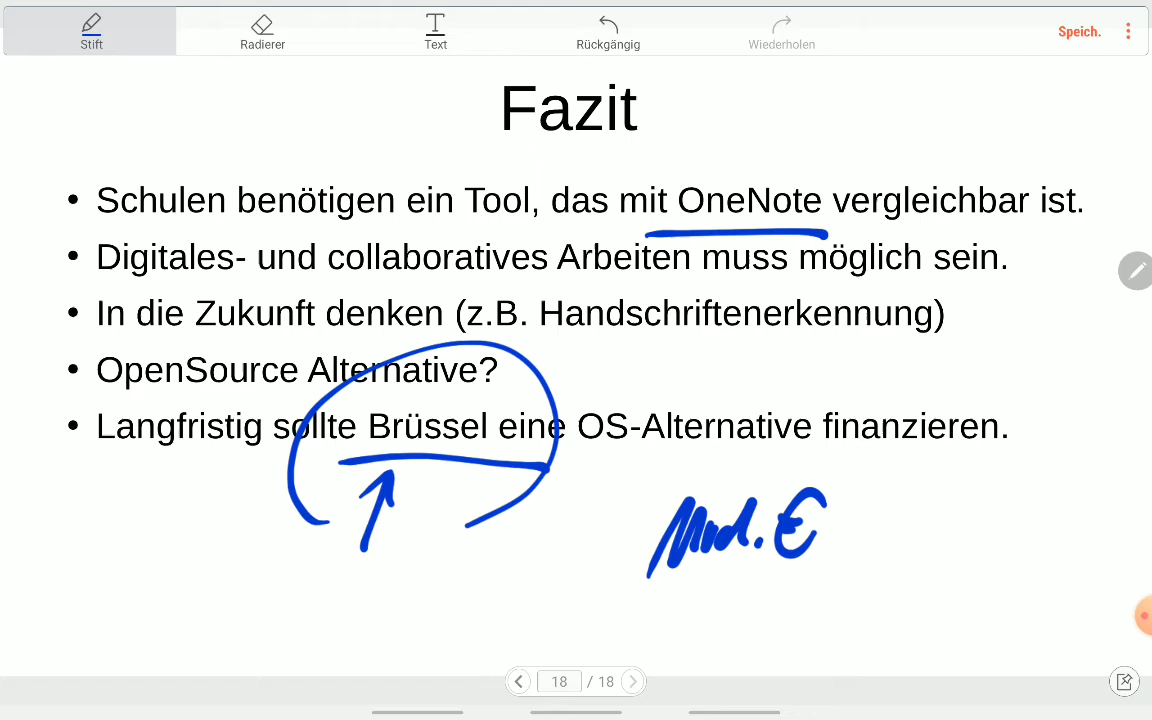 Stift Radierer Text Rückgängig Wiederholen Speich.
Fazit
• Schulen benötigen ein Tool, das mit OneNote vergleichbar ist.
• Digitales- und collaboratives Arbeiten muss möglich sein.
• In die Zukunft denken (z.B. Handschriftenerkennung)
• OpenSource Alternative?
• Langfristig sollte Brüssel eine OS-Alternative finanzieren.
Mrd. €
18 / 18